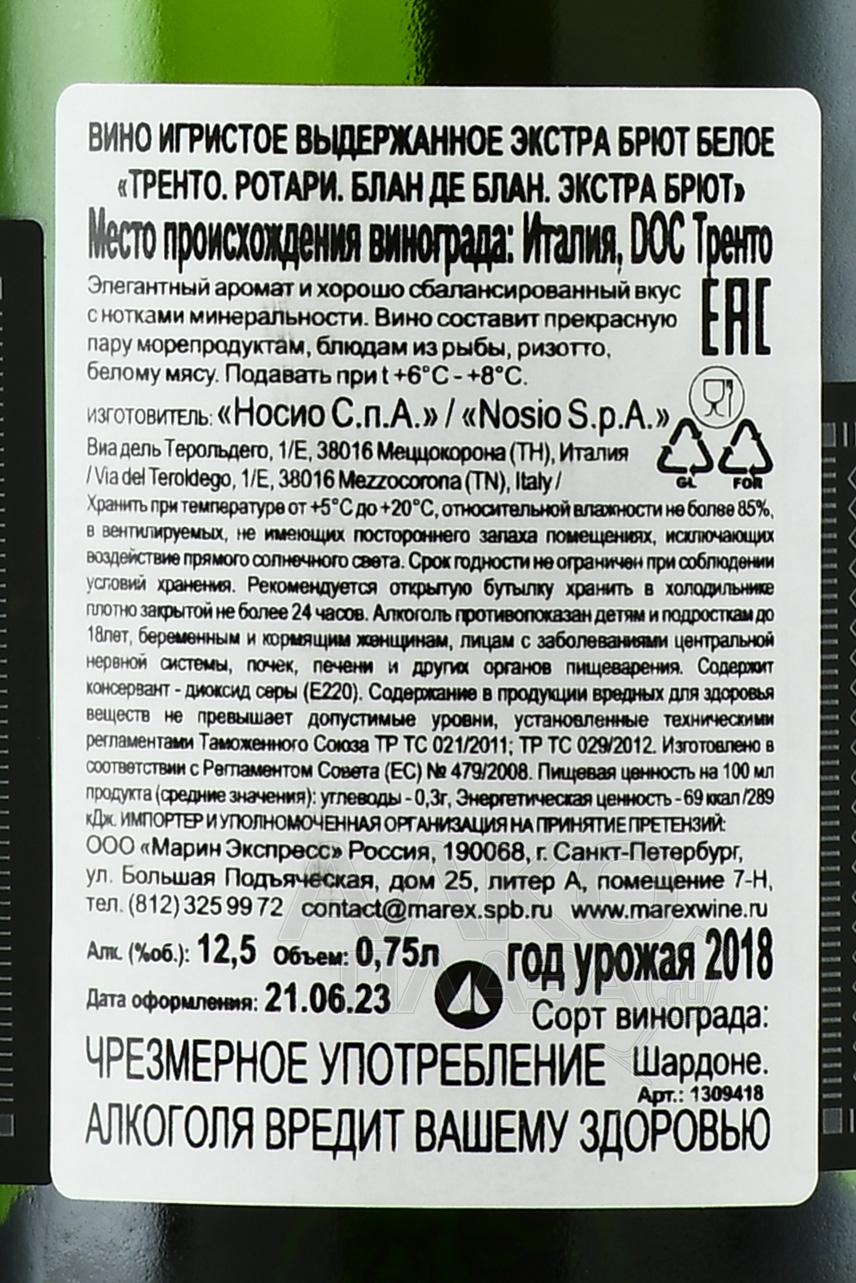 ВИНО ИГРИСТОЕ ВЫДЕРЖАННОЕ ЭКСТРА БРЮТ БЕЛОЕ
«ТРЕНТО. РОТАРИ. БЛАН ДЕ БЛАН. ЭКСТРА БРЮТ»
Место происхождения винограда: Италия, DOC Тренто
Элегантный аромат и хорошо сбалансированный вкус
с нотками минеральности. Вино составит прекрасную
пару морепродуктам, блюдам из рыбы, ризотто,
белому мясу. Подавать при t +6°C - +8°C.
EAC
ИЗГОТОВИТЕЛЬ: «Носио С.п.А.» / «Nosio S.p.A.»
Виа дель Терольдего, 1/Е, 38016 Меццокорона (ТН), Италия
/ Via del Teroldego, 1/E, 38016 Mezzocorona (TN), Italy /
GL FOR
Хранить при температуре от +5°С до +20°С, относительной влажности не более 85%,
в вентилируемых, не имеющих постороннего запаха помещениях, исключающих
воздействие прямого солнечного света. Срок годности не ограничен при соблюдении
условий хранения. Рекомендуется открытую бутылку хранить в холодильнике
плотно закрытой не более 24 часов. Алкоголь противопоказан детям и подросткам до
18лет, беременным и кормящим женщинам, лицам с заболеваниями центральной
нервной системы, почек, печени и других органов пищеварения. Содержит
консервант - диоксид серы (Е220). Содержание в продукции вредных для здоровья
веществ не превышает допустимые уровни, установленные техническими
регламентами Таможенного Союза ТР ТС 021/2011; ТР ТС 029/2012. Изготовлено в
соответствии с Регламентом Совета (ЕС) № 479/2008. Пищевая ценность на 100 мл
продукта (средние значения): углеводы - 0,3г, Энергетическая ценность - 69 ккал /289
кДж. ИМПОРТЕР И УПОЛНОМОЧЕННАЯ ОРГАНИЗАЦИЯ НА ПРИНЯТИЕ ПРЕТЕНЗИЙ:
ООО «Марин Экспресс» Россия, 190068, г. Санкт-Петербург,
ул. Большая Подъяческая, дом 25, литер А, помещение 7-Н,
тел. (812) 325 99 72 contact@marex.spb.ru www.marexwine.ru
Алк. (%об.): 12,5 Объем: 0,75л
год урожая 2018
Дата оформления: 21.06.23
Сорт винограда:
Шардоне.
Арт.: 1309418
ЧРЕЗМЕРНОЕ УПОТРЕБЛЕНИЕ
АЛКОГОЛЯ ВРЕДИТ ВАШЕМУ ЗДОРОВЬЮ